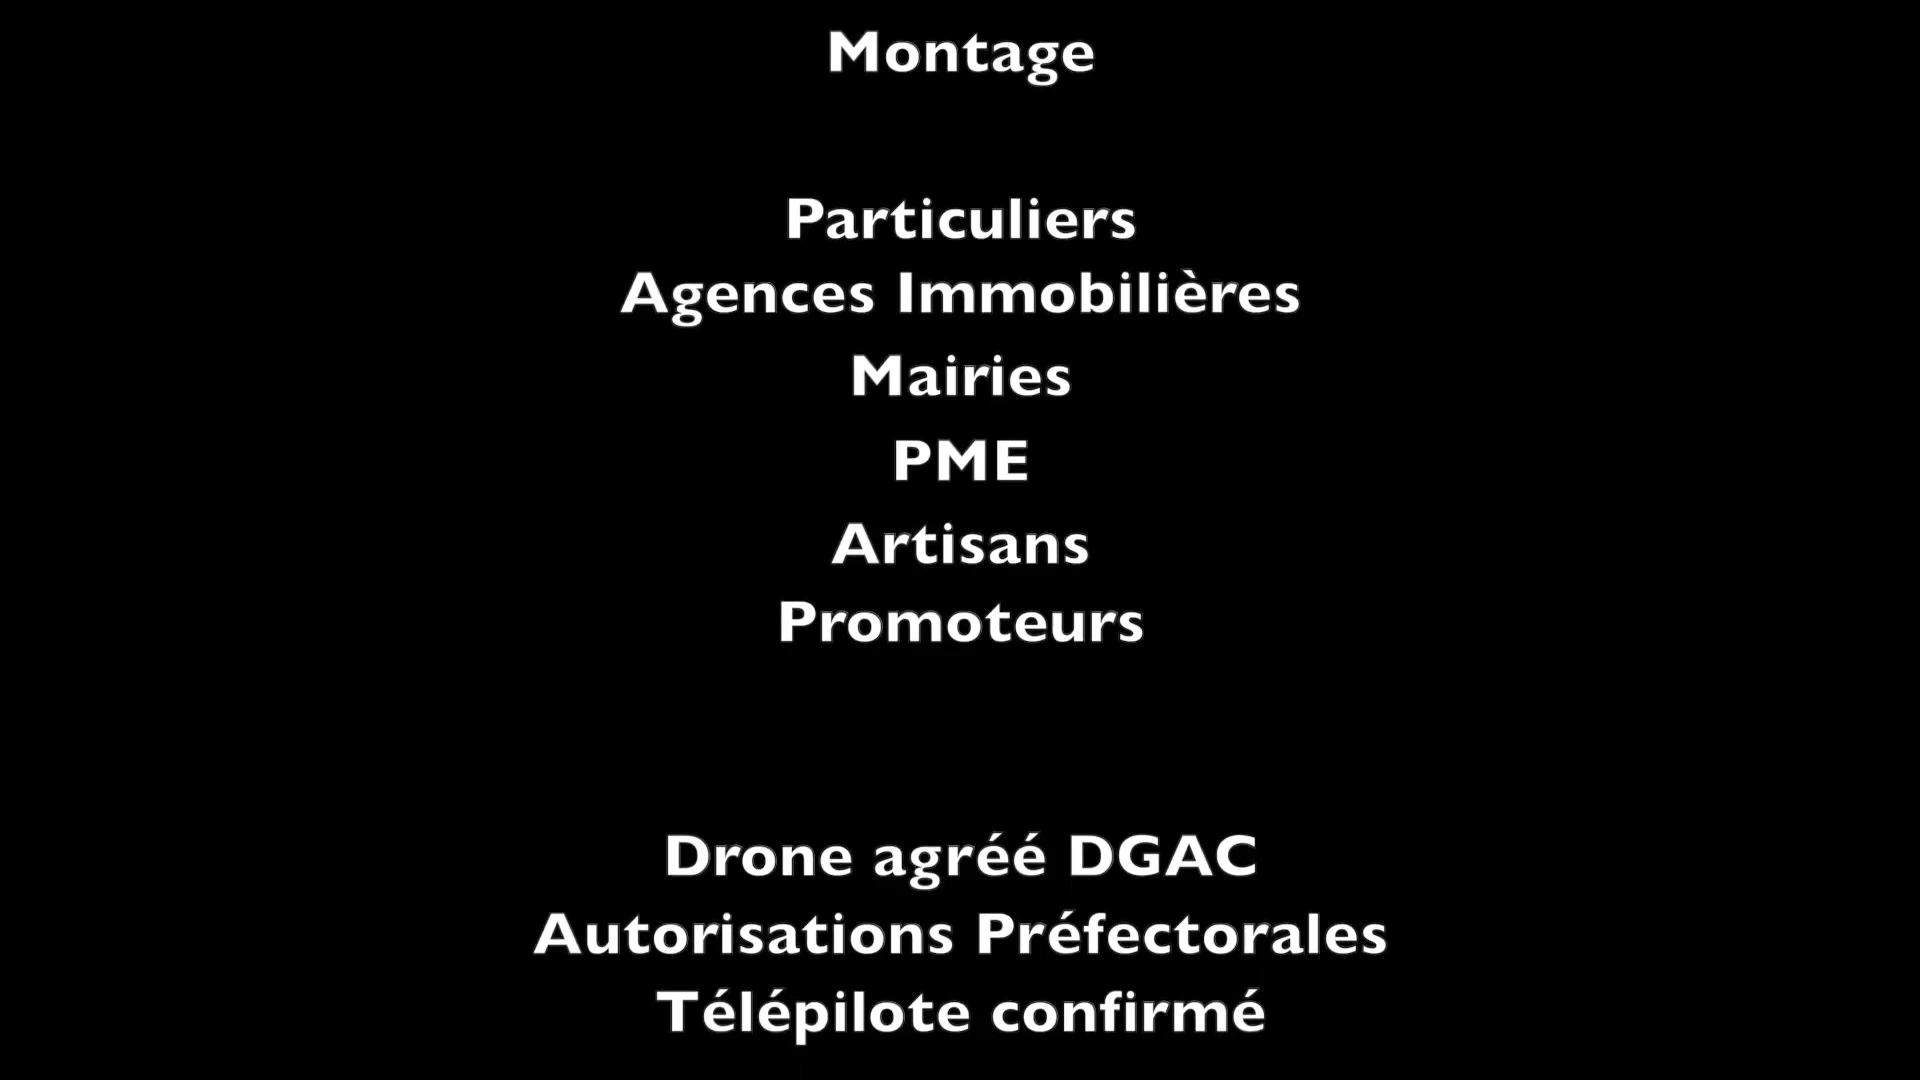 Montage
Particuliers
Agences Immobilières
Mairies
PME
Artisans
Promoteurs
Drone agréé DGAC
Autorisations Préfectorales
Télépilote confirmé